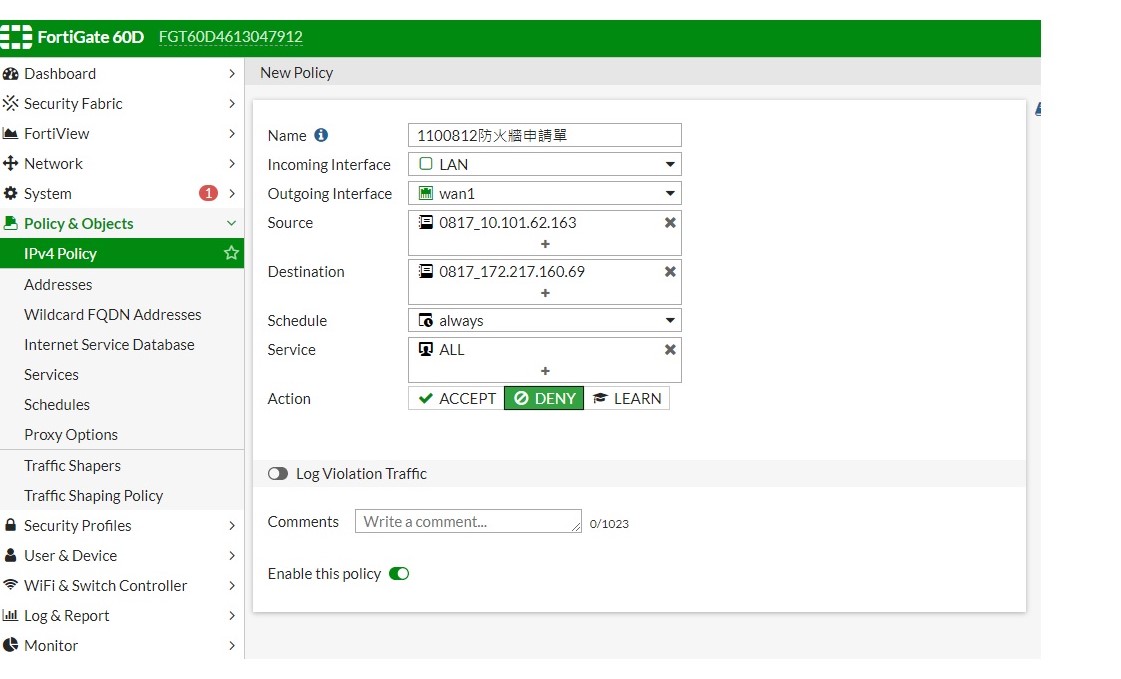 FortiGate 60D FGT60D4613047912
Dashboard
Security Fabric
FortiView
Network
System 1
Policy & Objects
IPv4 Policy
Addresses
Wildcard FQDN Addresses
Internet Service Database
Services
Schedules
Proxy Options
Traffic Shapers
Traffic Shaping Policy
Security Profiles
User & Device
WiFi & Switch Controller
Log & Report
Monitor
New Policy
Name 1100812防火牆申請單
Incoming Interface LAN
Outgoing Interface wan1
Source 0817_10.101.62.163
+
Destination 0817_172.217.160.69
+
Schedule always
Service ALL
+
Action ACCEPT DENY LEARN
Log Violation Traffic
Comments Write a comment... 0/1023
Enable this policy